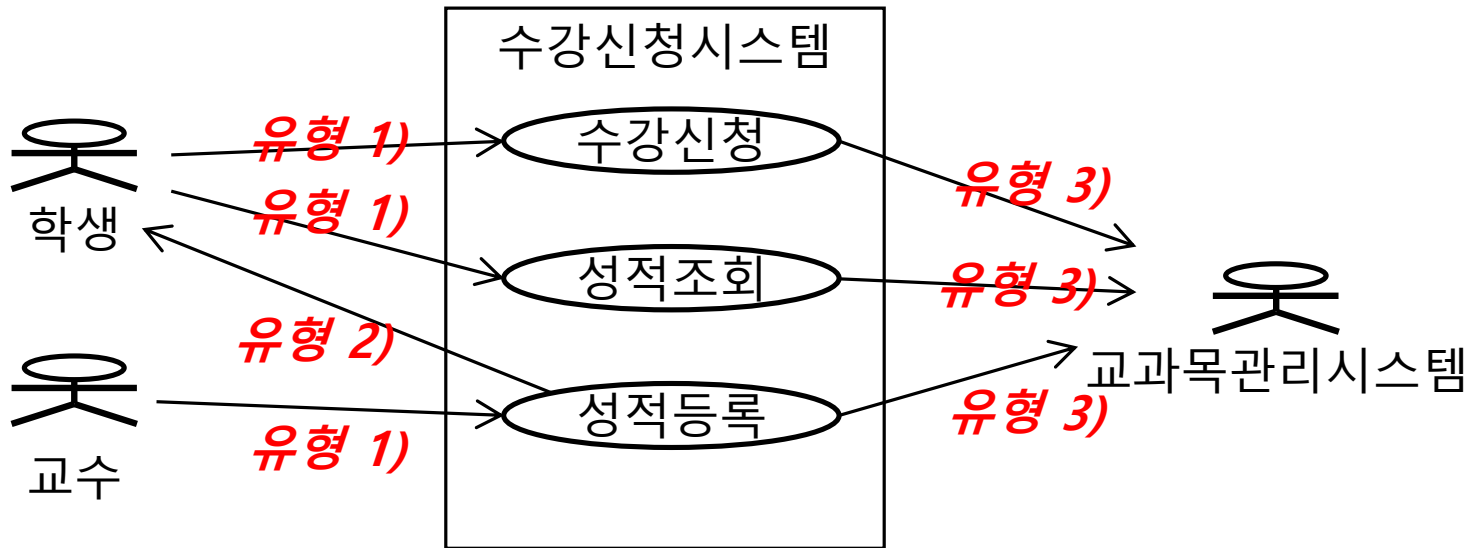 수강신청시스템
유형 1)
수강신청
유형 3)
유형 1)
학생
성적조회
유형 3)
유형 2)
교과목관리시스템
성적등록
유형 3)
유형 1)
교수